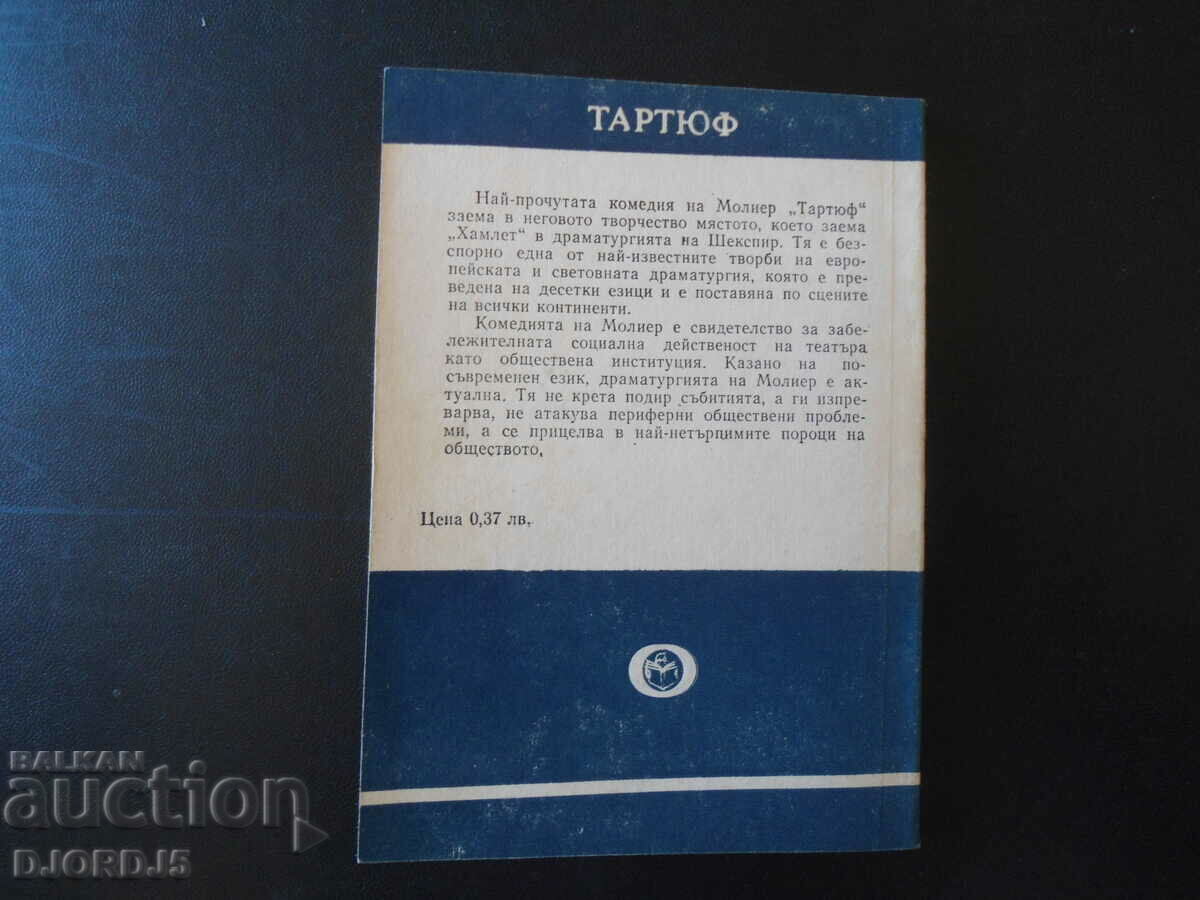 ТАРТЮФ
Най-прочутата комедия на Молиер „Тартюф“
заема в неговото творчество мястото, което заема
„Хамлет“ в драматургията на Шекспир. Тя е без-
спорно една от най-известните творби на евро-
пейската и световната драматургия, която е пре-
ведена на десетки езици и е поставяна по сцените
на всички континенти.
Комедията на Молиер е свидетелство за забе-
лежителната социална действеност на театъра
като обществена институция. Казано на по-
съвременен език, драматургията на Молиер е ак-
туална. Тя не крета подир събитията, а ги изпре-
варва, не атакува периферни обществени пробле-
ми, а се прицелва в най-нетърпимите пороци на
обществото.
Цена 0,37 лв.
BALKAN
auction
DJORDJ5